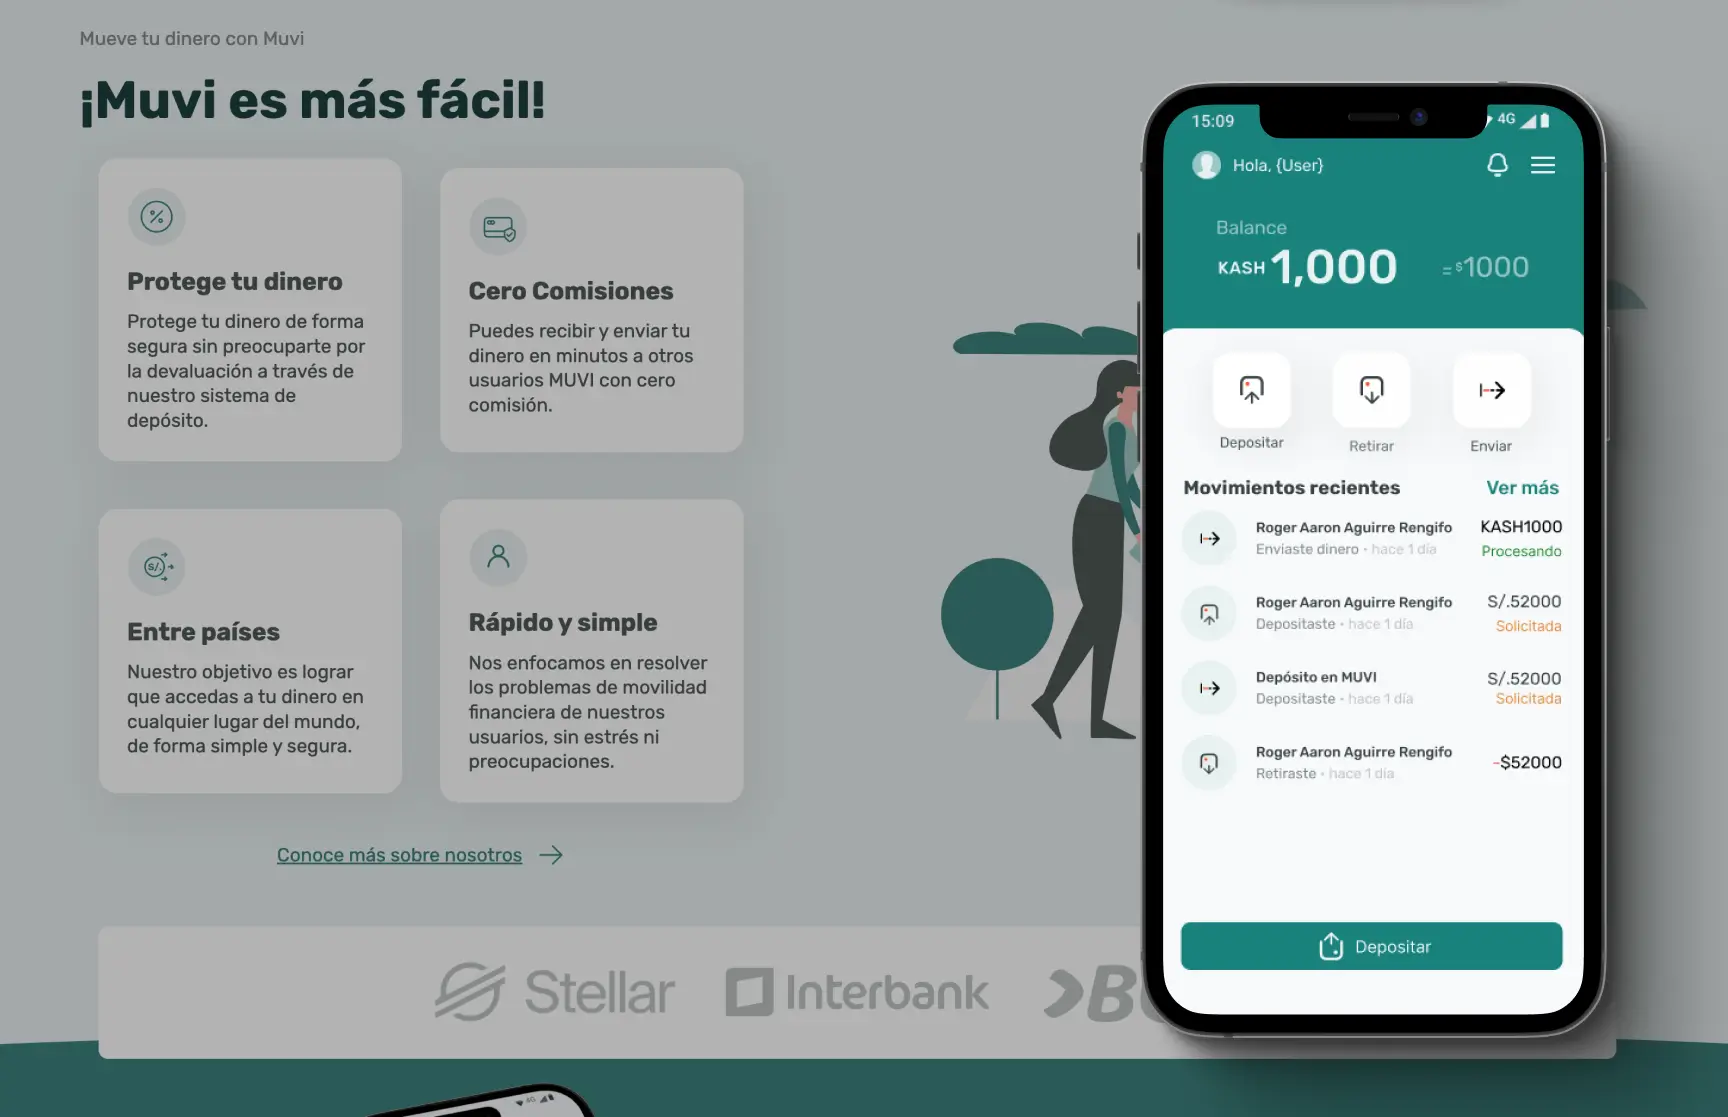 Mueve tu dinero con Muvi
¡Muvi es más fácil!
Protege tu dinero
Protege tu dinero de forma
segura sin preocuparte por
la devaluación a través de
nuestro sistema de
depósito.
Cero Comisiones
Puedes recibir y enviar tu
dinero en minutos a otros
usuarios MUVI con cero
comisión.
S/.
Entre países
Nuestro objetivo es lograr
que accedas a tu dinero en
cualquier lugar del mundo,
de forma simple y segura.
Rápido y simple
Nos enfocamos en resolver
los problemas de movilidad
financiera de nuestros
usuarios, sin estrés ni
preocupaciones.
Conoce más sobre nosotros
Stellar
Interbank
15:09
4G
Hola, {User}
Balance
KASH 1,000
=$1000
Depositar
Retirar
Enviar
Movimientos recientes
Ver más
Roger Aaron Aguirre Rengifo
KASH1000
Enviaste dinero • hace 1 día
Procesando
Roger Aaron Aguirre Rengifo
S/.52000
Depositaste • hace 1 día
Solicitada
Depósito en MUVI
S/.52000
Depositaste • hace 1 día
Solicitada
Roger Aaron Aguirre Rengifo
-$52000
Retiraste • hace 1 día
Depositar
4G